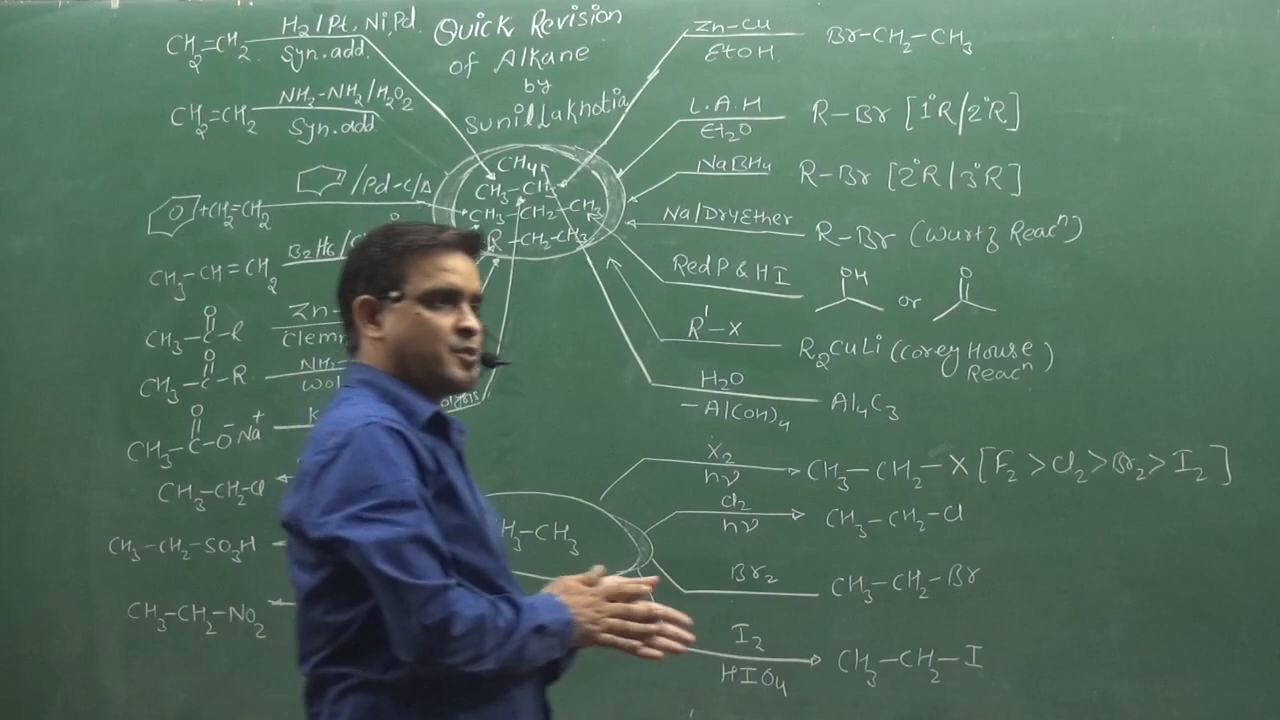 Quick Revision
of Alkane
by
Sunil Lakhotia
CH2=CH2 H2/Pt, Ni, Pd.
Syn. add.
CH2=CH2 NH2-NH2/H2O2
Syn. add
+CH2=CH2 /Pd-C/Δ
CH3-CH=CH2 B2H6/
CH3-C-R Zn-
O
Clemm
CH3-C-R NH2-
O
Wol
CH3-C-O-Na+ K
O
olysis
CH3-CH2-Cl
CH3-CH2-SO3H
CH3-CH2-NO2
CH4
CH3-CH3
CH3-CH2-CH3
R-CH2-CH3
Zn-Cu Br-CH2-CH3
EtOH
L.A.H R-Br [1°R/2°R]
Et2O
NaBH4 R-Br [2°R/3°R]
Na/Dry Ether R-Br (Wurtz Reacn)
Red P & HI OH or O
R'-X R2CuLi (Corey House Reacn)
H2O Al4C3
-Al(OH)4
H-CH3
X2 CH3-CH2-X [F2>Cl2>Br2>I2]
hν
Cl2 CH3-CH2-Cl
hν
Br2 CH3-CH2-Br
I2 CH3-CH2-I
HIO4